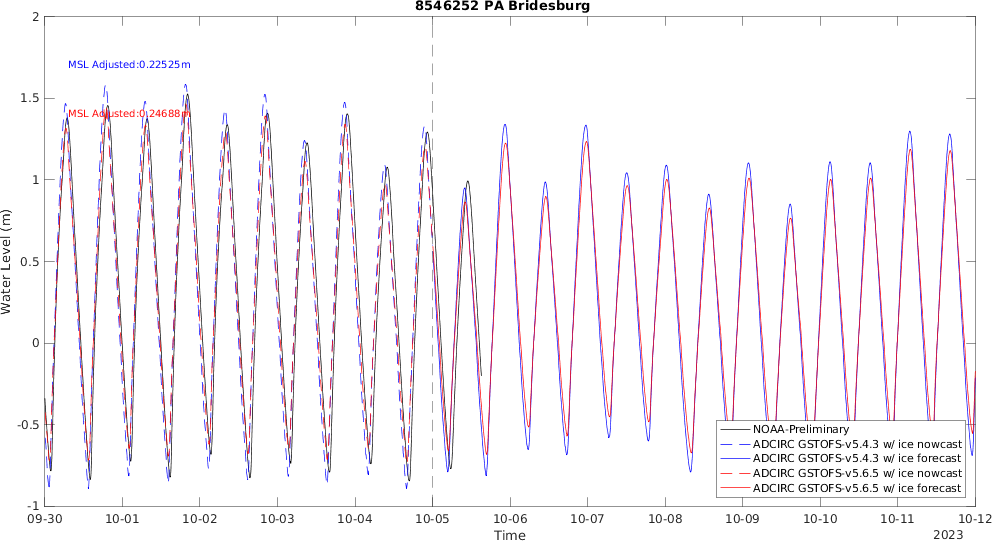 8546252 PA Bridesburg
2
1.5
1
0.5
0
-0.5
-1
Water Level (m)
MSL Adjusted:0.22525m
MSL Adjusted:0.24688m
NOAA-Preliminary
ADCIRC GSTOFS-v5.4.3 w/ ice nowcast
ADCIRC GSTOFS-v5.4.3 w/ ice forecast
ADCIRC GSTOFS-v5.6.5 w/ ice nowcast
ADCIRC GSTOFS-v5.6.5 w/ ice forecast
09-30 10-01 10-02 10-03 10-04 10-05 10-06 10-07 10-08 10-09 10-10 10-11 10-12
Time
2023